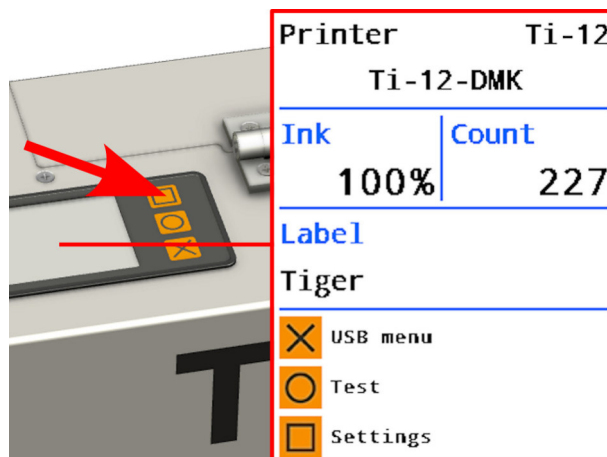 Printer Ti-12
Ti-12-DMK
Ink Count
100% 227
Label
Tiger
USB menu
Test
Settings
T